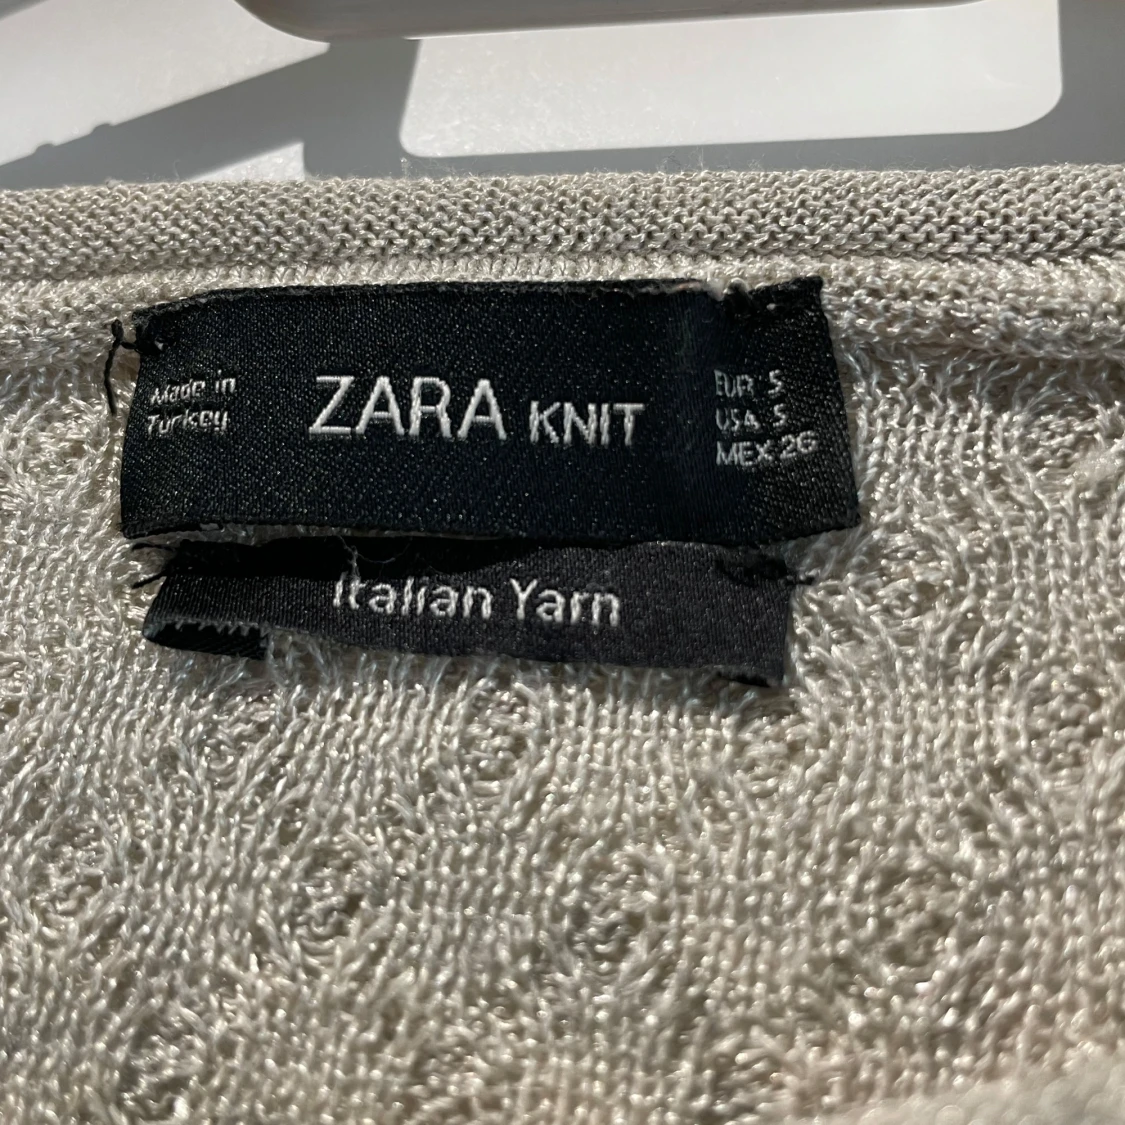 Made in
Turkey
ZARA KNIT
EUR S
USA S
MEX 26
Italian Yarn